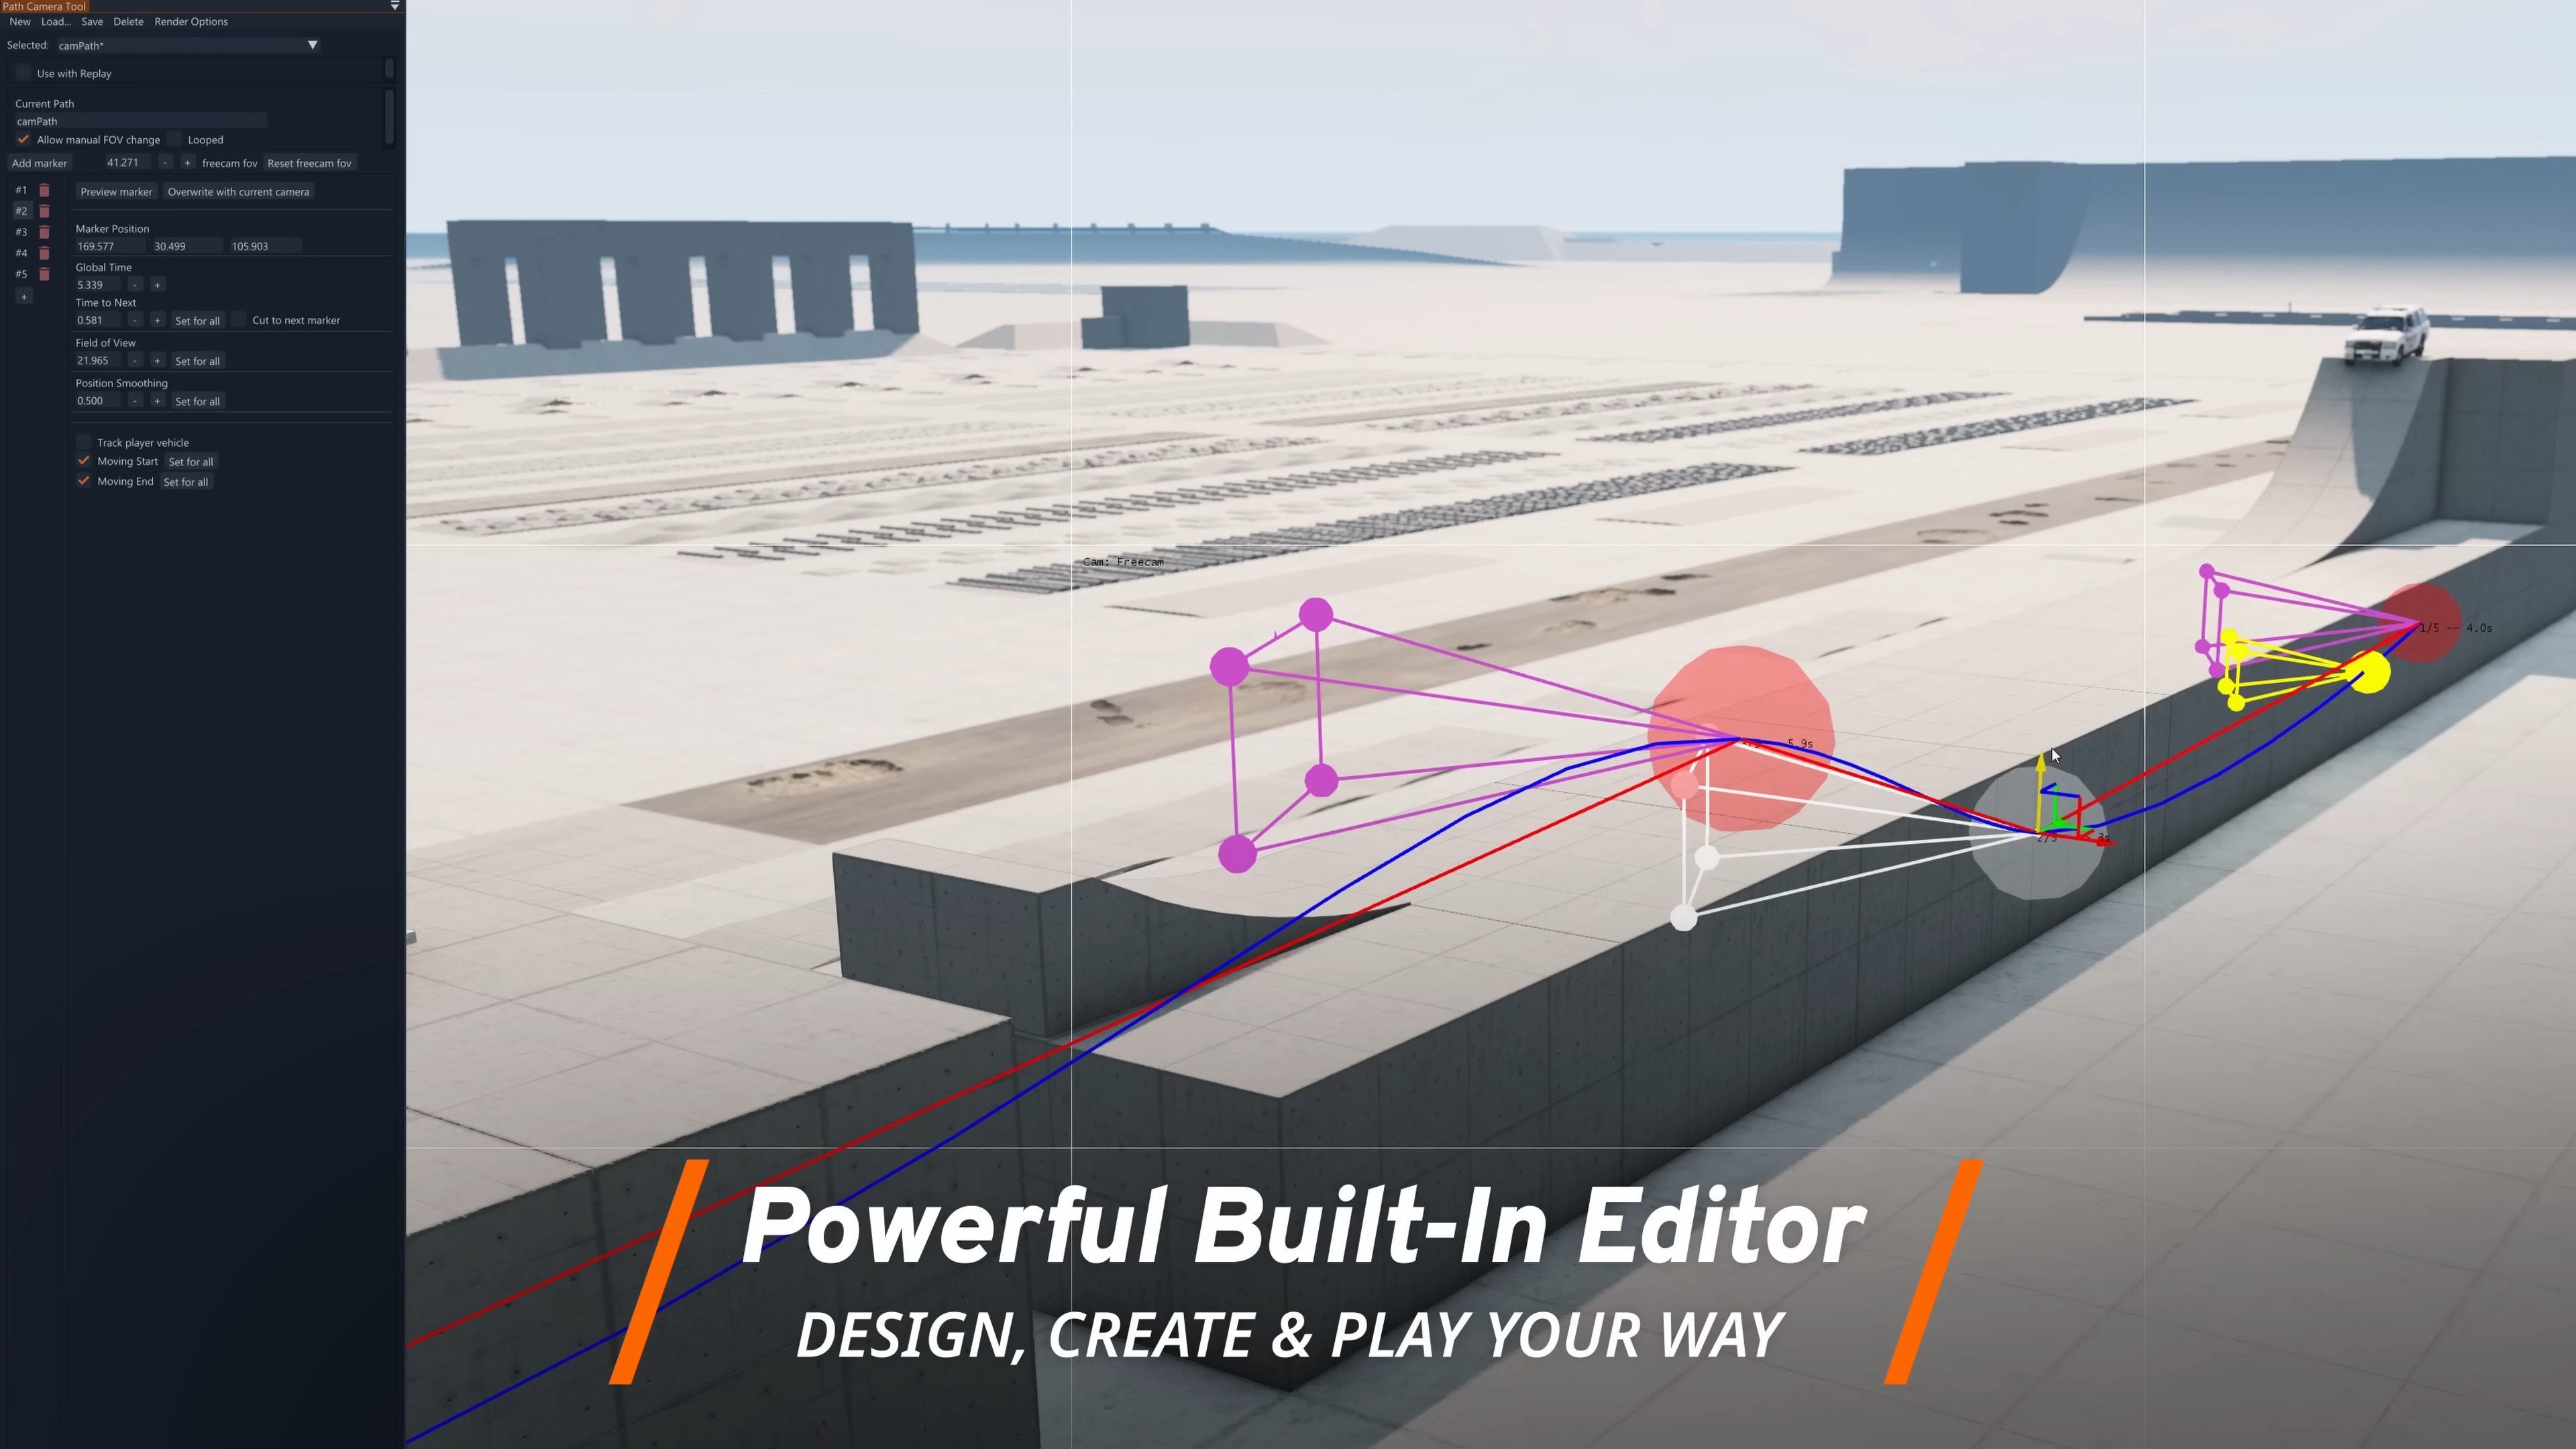 Path Camera Tool
New Load... Save Delete Render Options
Selected: camPath*
Use with Replay
Current Path
camPath
Allow manual FOV change Looped
Add marker 41.271 - + freecam fov Reset freecam fov
#1 Preview marker Overwrite with current camera
#2
#3
#4
#5
+
Marker Position
169.577 30.499 105.903
Global Time
5.339 - +
Time to Next
0.581 - + Set for all Cut to next marker
Field of View
21.965 - + Set for all
Position Smoothing
0.500 - + Set for all
Track player vehicle
Moving Start Set for all
Moving End Set for all
Cam: Freecam
1/5 -- 4.0s
5.9s
Powerful Built-In Editor
DESIGN, CREATE & PLAY YOUR WAY